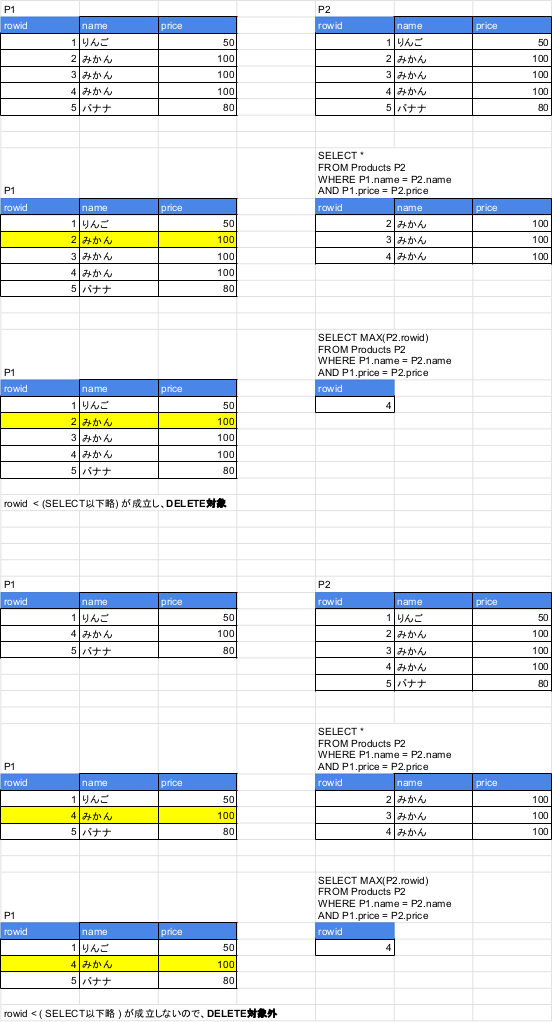 P1 P2
rowid name price rowid name price
1 りんご 50 1 りんご 50
2 みかん 100 2 みかん 100
3 みかん 100 3 みかん 100
4 みかん 100 4 みかん 100
5 バナナ 80 5 バナナ 80
SELECT *
FROM Products P2
WHERE P1.name = P2.name
P1 AND P1.price = P2.price
rowid name price rowid name price
1 りんご 50 2 みかん 100
2 みかん 100 3 みかん 100
3 みかん 100 4 みかん 100
4 みかん 100
5 バナナ 80
SELECT MAX(P2.rowid)
FROM Products P2
WHERE P1.name = P2.name
P1 AND P1.price = P2.price
rowid name price rowid
1 りんご 50 4
2 みかん 100
3 みかん 100
4 みかん 100
5 バナナ 80
rowid < (SELECT以下略) が成立し、DELETE対象
P1 P2
rowid name price rowid name price
1 りんご 50 1 りんご 50
4 みかん 100 2 みかん 100
5 バナナ 80 3 みかん 100
4 みかん 100
5 バナナ 80
SELECT *
FROM Products P2
WHERE P1.name = P2.name
P1 AND P1.price = P2.price
rowid name price rowid name price
1 りんご 50 2 みかん 100
4 みかん 100 3 みかん 100
5 バナナ 80 4 みかん 100
SELECT MAX(P2.rowid)
FROM Products P2
WHERE P1.name = P2.name
P1 AND P1.price = P2.price
rowid name price rowid
1 りんご 50 4
4 みかん 100
5 バナナ 80
rowid < ( SELECT以下略 ) が成立しないので、DELETE対象外